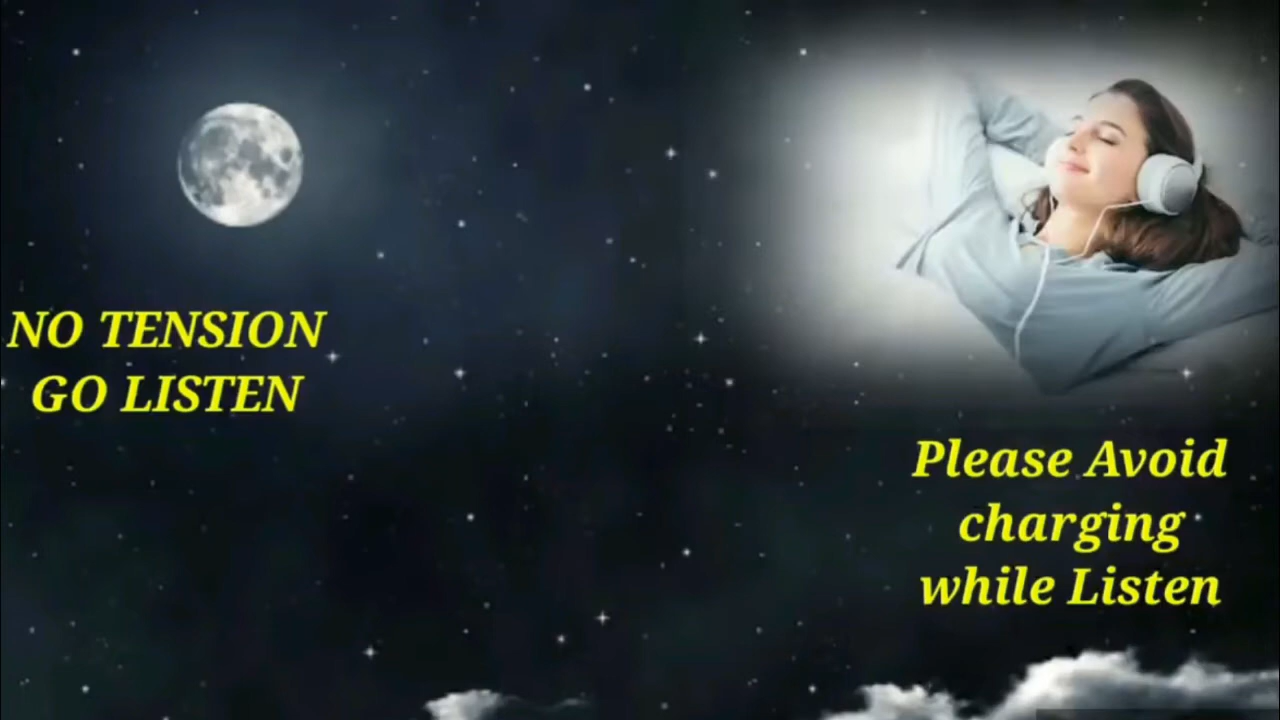 NO TENSION
GO LISTEN
Please Avoid
charging
while Listen